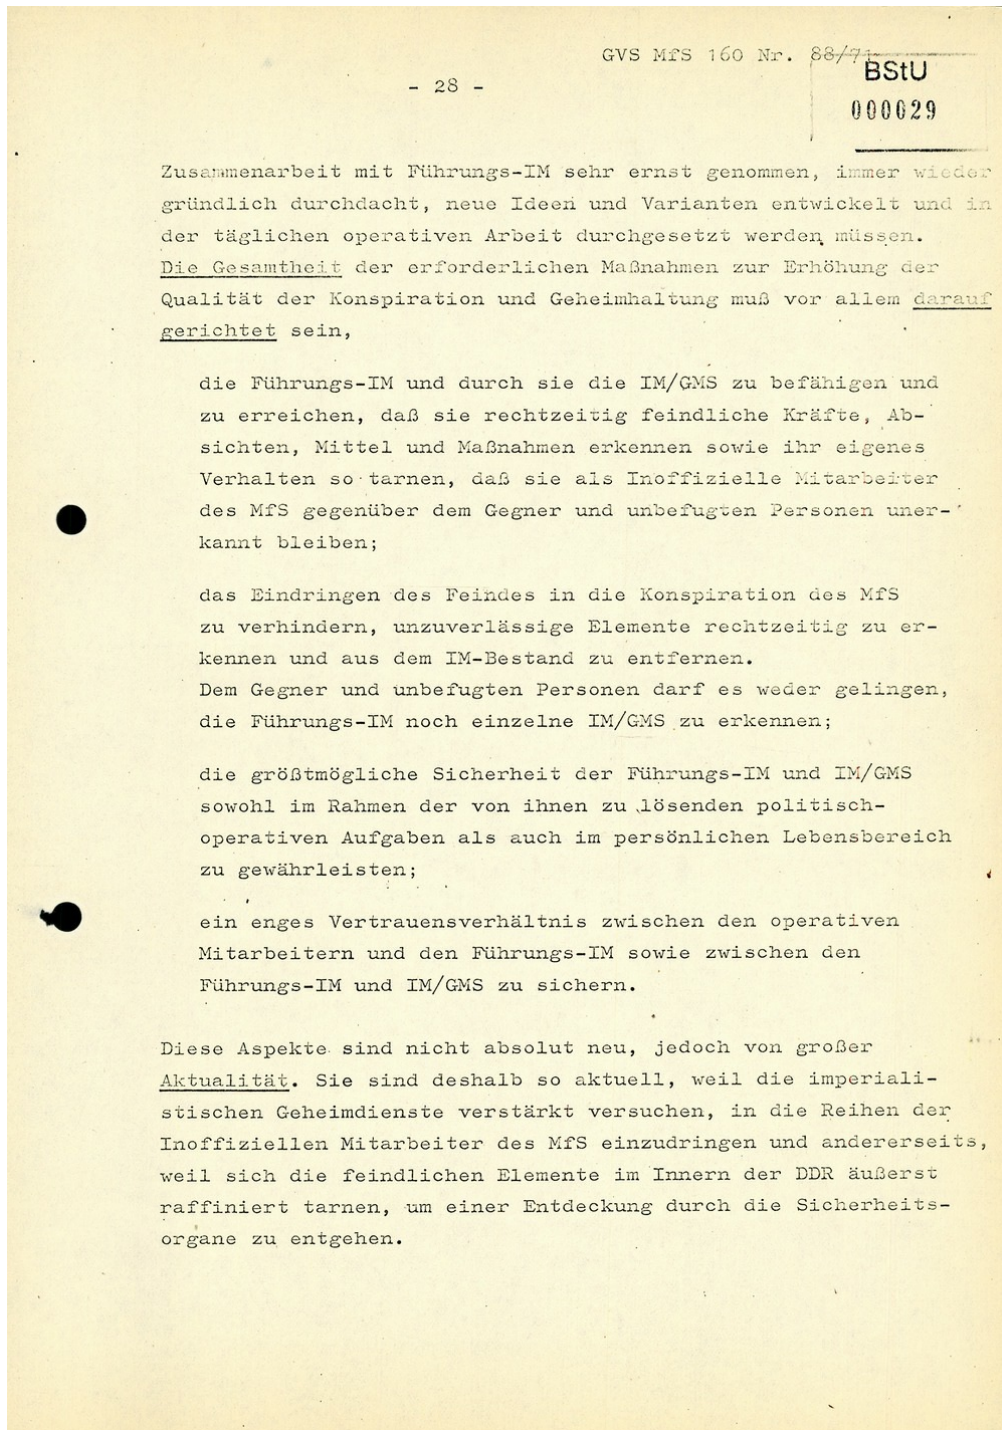 GVS MfS 160 Nr. 88/71
BStU
000029
- 28 -
Zusammenarbeit mit Führungs-IM sehr ernst genommen, immer wieder
gründlich durchdacht, neue Ideen und Varianten entwickelt und in
der täglichen operativen Arbeit durchgesetzt werden müssen.
Die Gesamtheit der erforderlichen Maßnahmen zur Erhöhung der
Qualität der Konspiration und Geheimhaltung muß vor allem darauf
gerichtet sein,
die Führungs-IM und durch sie die IM/GMS zu befähigen und
zu erreichen, daß sie rechtzeitig feindliche Kräfte, Ab-
sichten, Mittel und Maßnahmen erkennen sowie ihr eigenes
Verhalten so tarnen, daß sie als Inoffizielle Mitarbeiter
des MfS gegenüber dem Gegner und unbefugten Personen uner-
kannt bleiben;
das Eindringen des Feindes in die Konspiration des MfS
zu verhindern, unzuverlässige Elemente rechtzeitig zu er-
kennen und aus dem IM-Bestand zu entfernen.
Dem Gegner und unbefugten Personen darf es weder gelingen,
die Führungs-IM noch einzelne IM/GMS zu erkennen;
die größtmögliche Sicherheit der Führungs-IM und IM/GMS
sowohl im Rahmen der von ihnen zu lösenden politisch-
operativen Aufgaben als auch im persönlichen Lebensbereich
zu gewährleisten;
ein enges Vertrauensverhältnis zwischen den operativen
Mitarbeitern und den Führungs-IM sowie zwischen den
Führungs-IM und IM/GMS zu sichern.
Diese Aspekte sind nicht absolut neu, jedoch von großer
Aktualität. Sie sind deshalb so aktuell, weil die imperiali-
stischen Geheimdienste verstärkt versuchen, in die Reihen der
Inoffiziellen Mitarbeiter des MfS einzudringen und andererseits,
weil sich die feindlichen Elemente im Innern der DDR äußerst
raffiniert tarnen, um einer Entdeckung durch die Sicherheits-
organe zu entgehen.